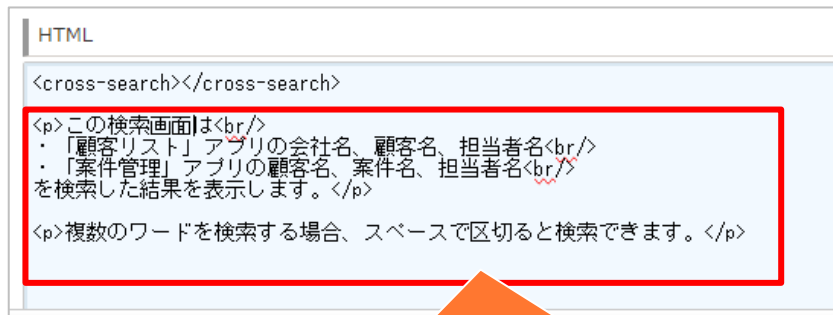 HTML
<cross-search></cross-search>
<p>この検索画面は<br/>
・「顧客リスト」アプリの会社名、顧客名、担当者名<br/>
・「案件管理」アプリの顧客名、案件名、担当者名<br/>
を検索した結果を表示します。</p>
<p>複数のワードを検索する場合、スペースで区切ると検索できます。</p>